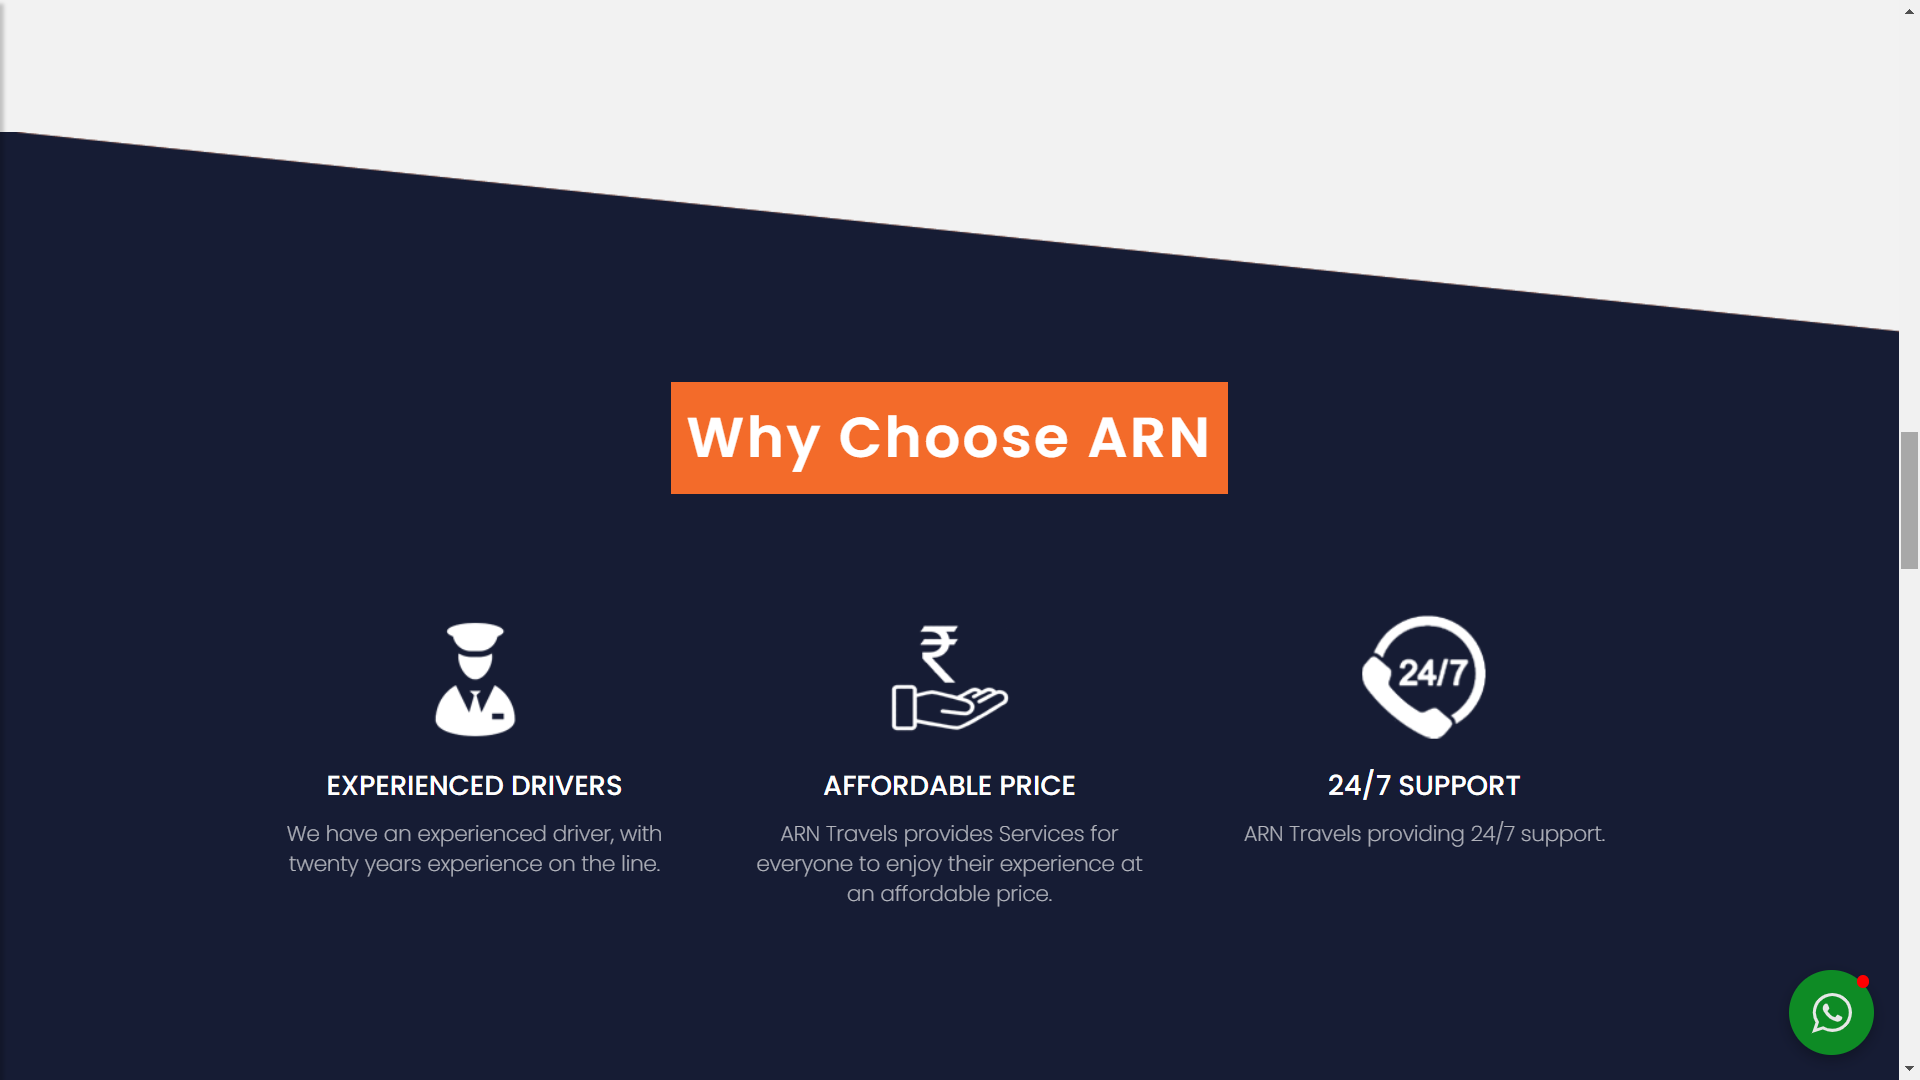 Why Choose ARN
₹
24/7
EXPERIENCED DRIVERS
AFFORDABLE PRICE
24/7 SUPPORT
We have an experienced driver, with
twenty years experience on the line.
ARN Travels provides Services for
everyone to enjoy their experience at
an affordable price.
ARN Travels providing 24/7 support.